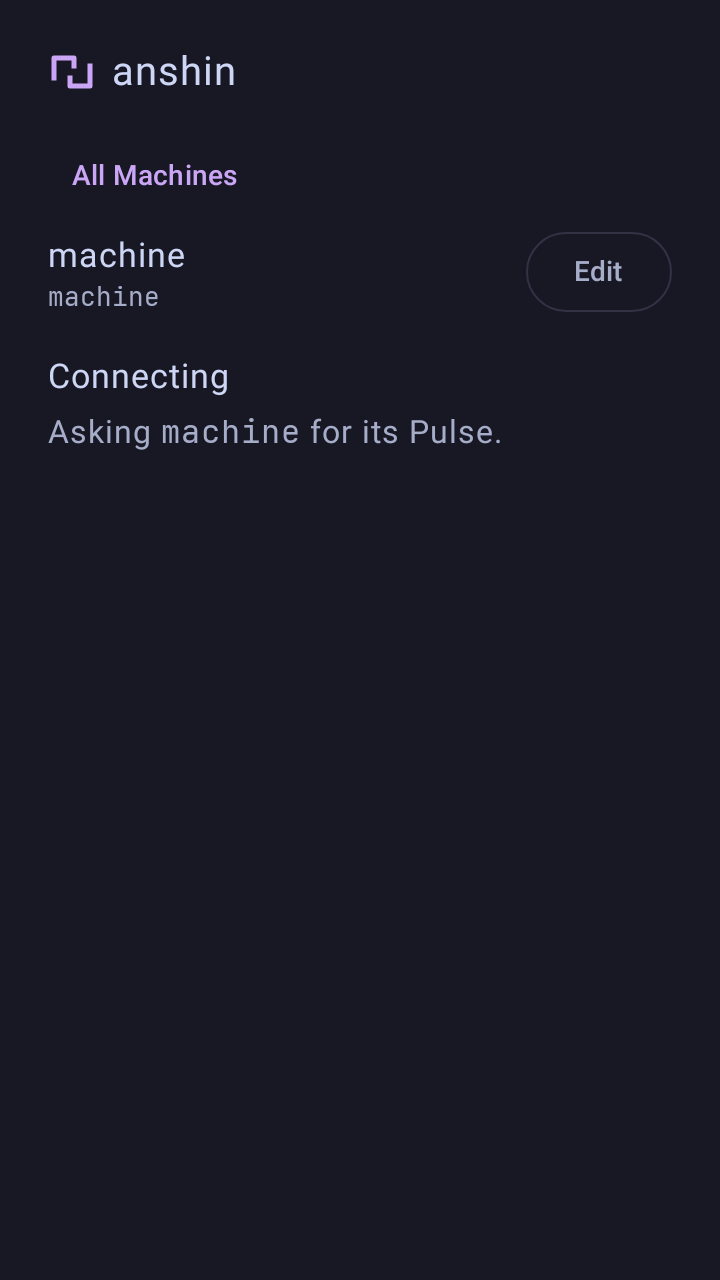 anshin
All Machines
machine
machine
Edit
Connecting
Asking machine for its Pulse.